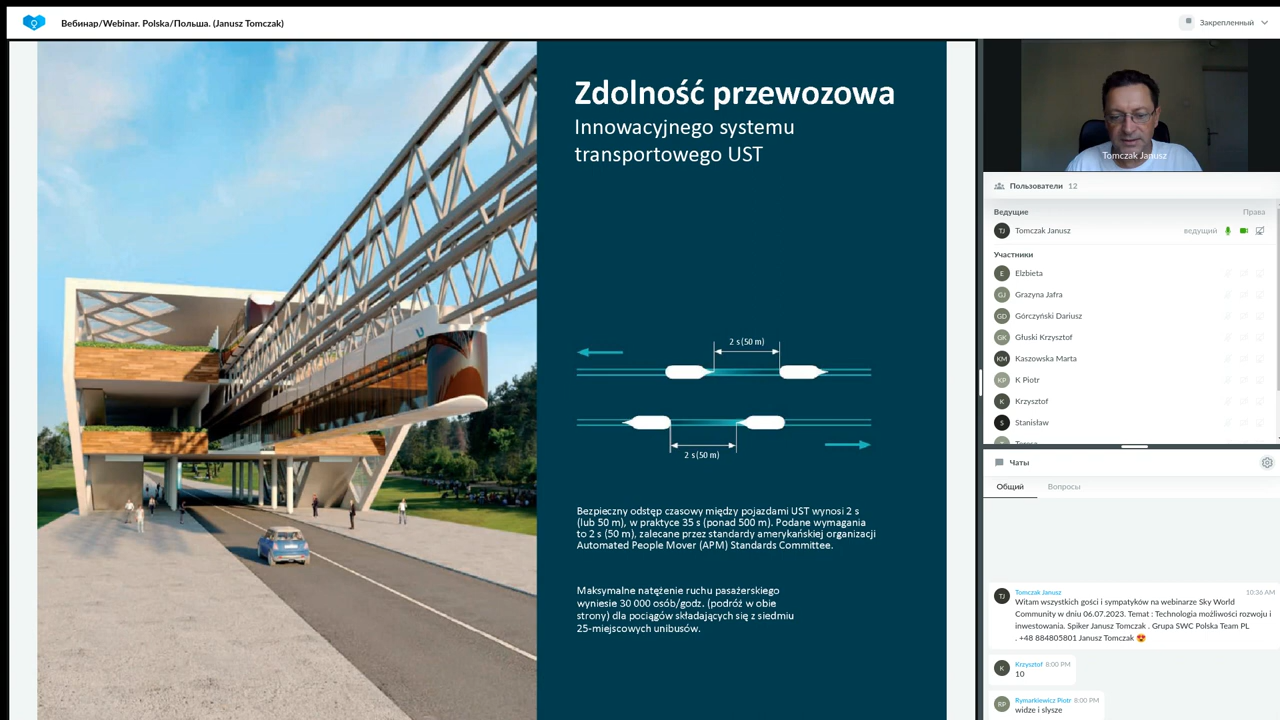 Вебинар/Webinar. Polska/Польша. (Janusz Tomczak)
Закрепленный
Zdolność przewozowa
Innowacyjnego systemu
transportowego UST
2 s (50 m)
2 s (50 m)
Bezpieczny odstęp czasowy między pojazdami UST wynosi 2 s
(lub 50 m), w praktyce 35 s (ponad 500 m). Podane wymagania
to 2 s (50 m), zalecane przez standardy amerykańskiej organizacji
Automated People Mover (APM) Standards Committee.
Maksymalne natężenie ruchu pasażerskiego
wyniesie 30 000 osób/godz. (podróż w obie
strony) dla pociągów składających się z siedmiu
25-miejscowych unibusów.
Tomczak Janusz
Пользователи 12
Ведущие Права
TJ Tomczak Janusz ведущий
Участники
E Elzbieta
GJ Grazyna Jafra
GD Górczyński Dariusz
GK Głuski Krzysztof
KM Kaszowska Marta
KP K Piotr
K Krzysztof
S Stanisław
Чаты
Общий Вопросы
TJ Tomczak Janusz 10:36 AM
Witam wszystkich gości i sympatyków na webinarze Sky World
Community w dniu 06.07.2023. Temat : Technologia możliwości rozwoju i
inwestowania. Spiker Janusz Tomczak . Grupa SWC Polska Team PL
. +48 884805801 Janusz Tomczak 😍
K Krzysztof 8:00 PM
10
RP Rymarkiewicz Piotr 8:00 PM
widze i slysze